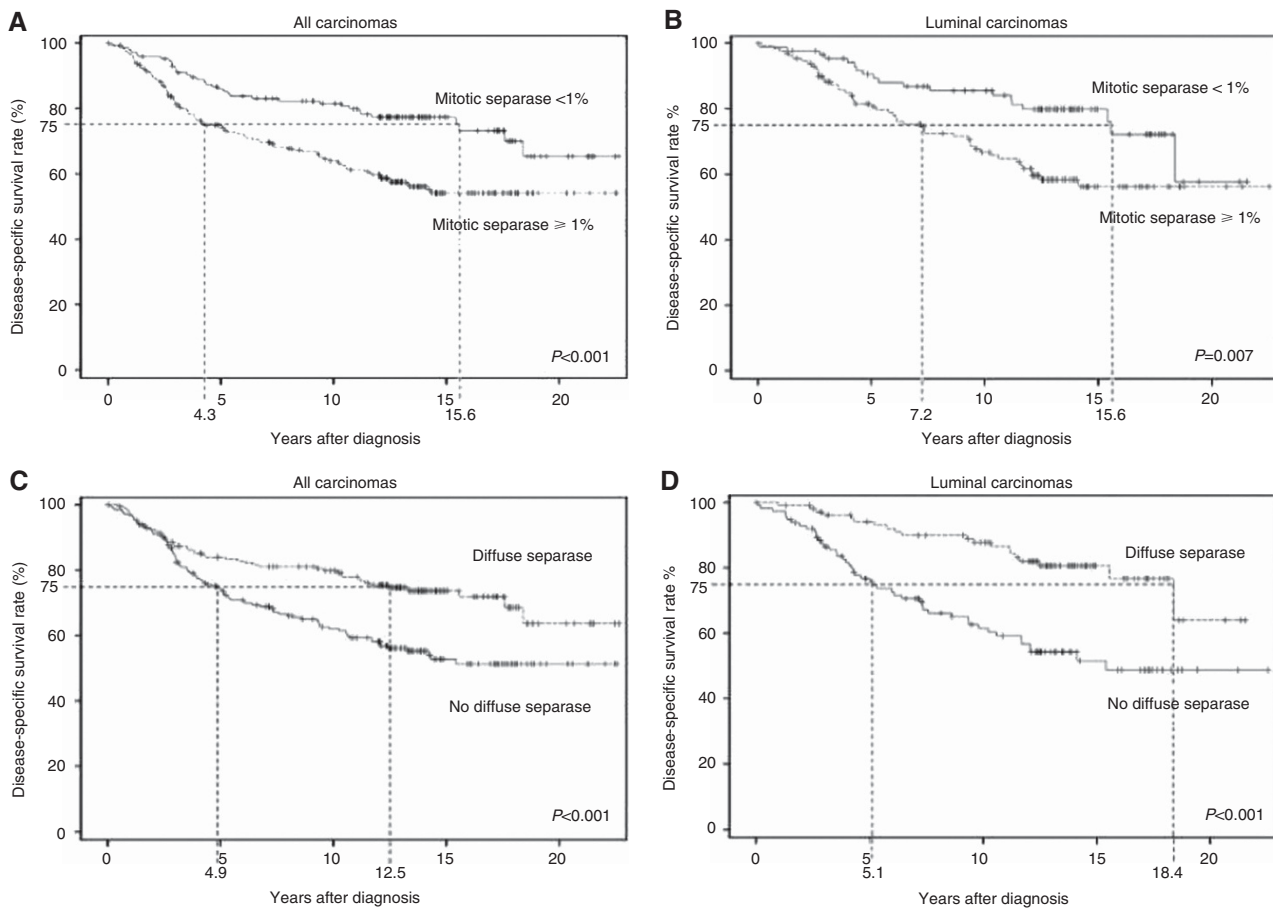 A
All carcinomas
Disease-specific survival rate (%)
100
80
75
60
40
20
0
Mitotic separase <1%
Mitotic separase ⩾ 1%
P<0.001
0 5 10 15 20
4.3 15.6
Years after diagnosis
B
Luminal carcinomas
Disease-specific survival rate %
100
80
75
60
40
20
0
Mitotic separase < 1%
Mitotic separase ⩾ 1%
P=0.007
0 5 10 15 20
7.2 15.6
Years after diagnosis
C
All carcinomas
Disease-specific survival rate (%)
100
80
75
60
40
20
0
Diffuse separase
No diffuse separase
P<0.001
0 5 10 15 20
4.9 12.5
Years after diagnosis
D
Luminal carcinomas
Disease-specific survival rate %
100
80
75
60
40
20
0
Diffuse separase
No diffuse separase
P<0.001
0 5 10 15 20
5.1 18.4
Years after diagnosis